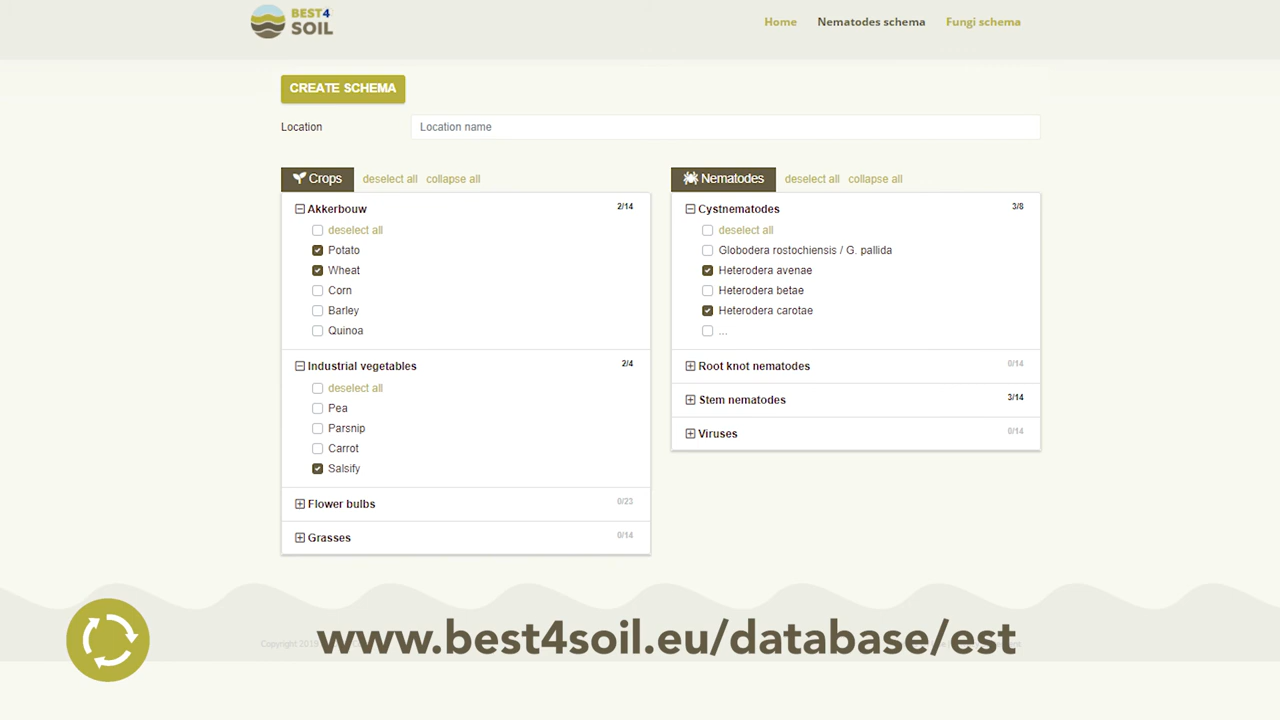 BEST4
SOIL
Home
Nematodes schema
Fungi schema
CREATE SCHEMA
Location
Location name
Crops
deselect all
collapse all
Akkerbouw
2/14
deselect all
Potato
Wheat
Corn
Barley
Quinoa
Industrial vegetables
2/4
deselect all
Pea
Parsnip
Carrot
Salsify
Flower bulbs
0/23
Grasses
0/14
Nematodes
deselect all
collapse all
Cystnematodes
3/8
deselect all
Globodera rostochiensis / G. pallida
Heterodera avenae
Heterodera betae
Heterodera carotae
...
Root knot nematodes
0/14
Stem nematodes
3/14
Viruses
0/14
Copyright
www.best4soil.eu/database/est